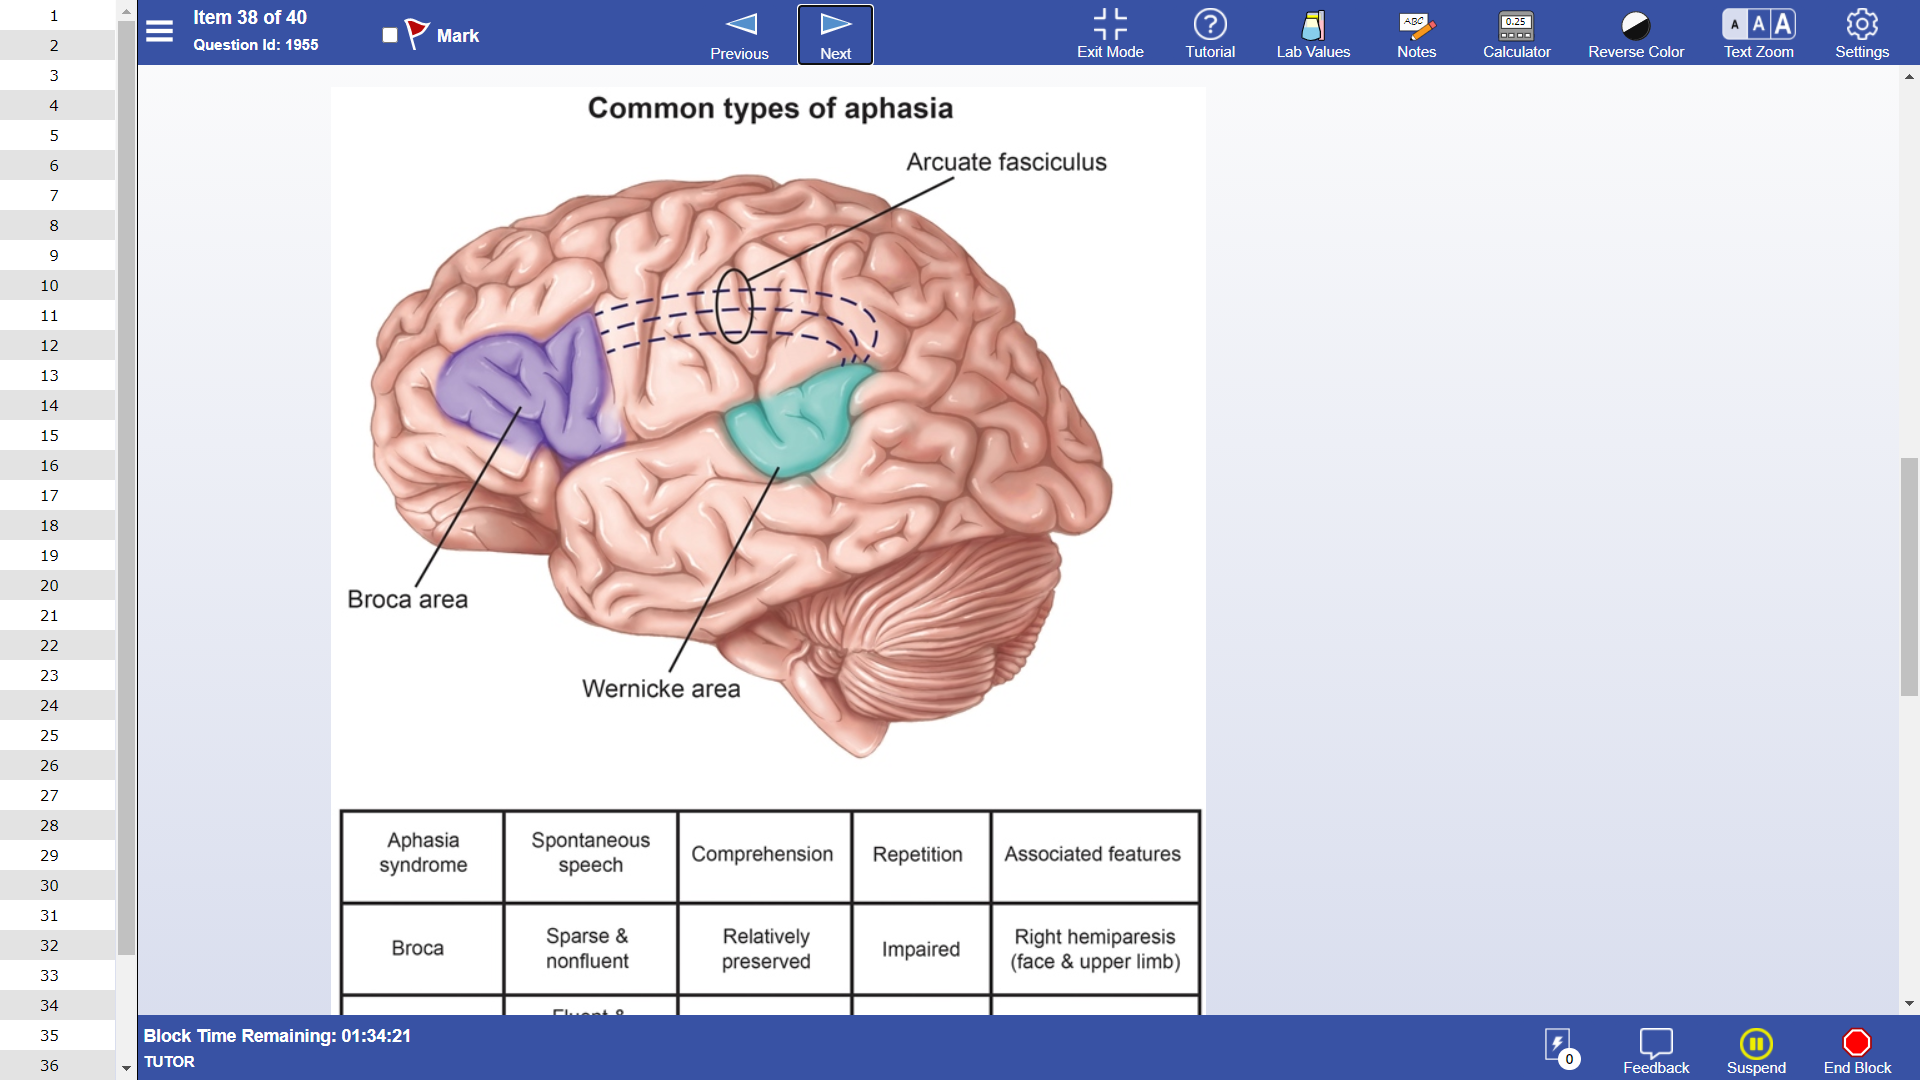 1
2
3
4
5
6
7
8
9
10
11
12
13
14
15
16
17
18
19
20
21
22
23
24
25
26
27
28
29
30
31
32
33
34
35
36
Item 38 of 40
Question Id: 1955
Mark
Previous
Next
Exit Mode
Tutorial
Lab Values
ABC
Notes
0.25
Calculator
Reverse Color
A A A
Text Zoom
Settings
Common types of aphasia
Arcuate fasciculus
Broca area
Wernicke area
Aphasia
syndrome
Spontaneous
speech
Comprehension
Repetition
Associated features
Broca
Sparse &
nonfluent
Relatively
preserved
Impaired
Right hemiparesis
(face & upper limb)
Fluent &
Block Time Remaining: 01:34:21
TUTOR
0
Feedback
Suspend
End Block